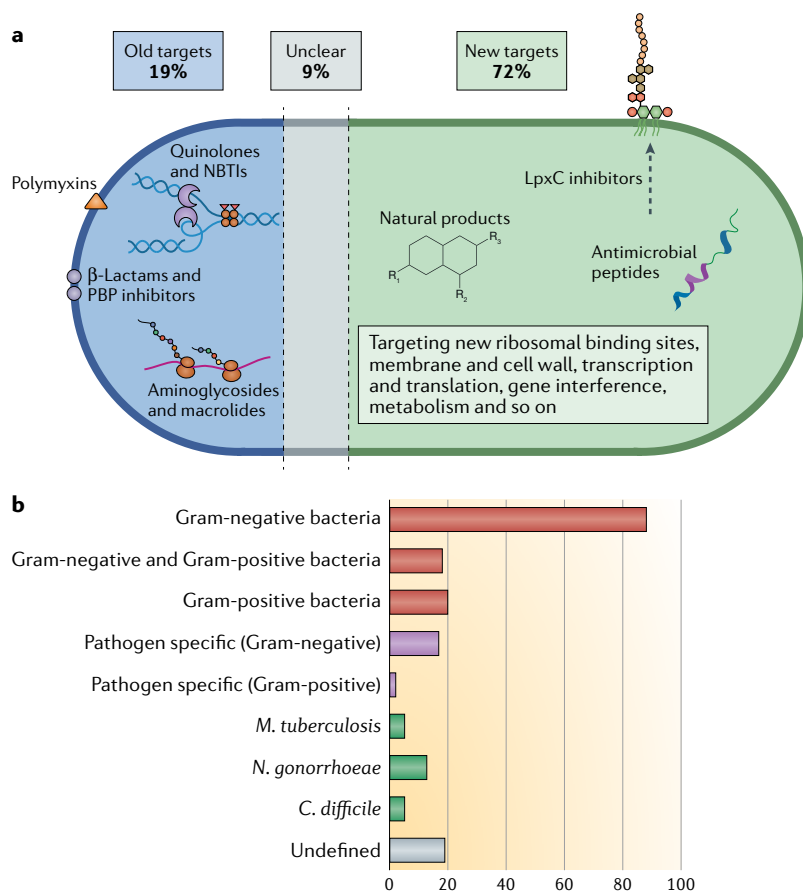 a
Old targets
19%
Unclear
9%
New targets
72%
Polymyxins
Quinolones
and NBTIs
β-Lactams and
PBP inhibitors
Aminoglycosides
and macrolides
LpxC inhibitors
Natural products
R₃
R₁
R₂
Antimicrobial
peptides
Targeting new ribosomal binding sites,
membrane and cell wall, transcription
and translation, gene interference,
metabolism and so on
b
Gram-negative bacteria
Gram-negative and Gram-positive bacteria
Gram-positive bacteria
Pathogen specific (Gram-negative)
Pathogen specific (Gram-positive)
M. tuberculosis
N. gonorrhoeae
C. difficile
Undefined
0 20 40 60 80 100